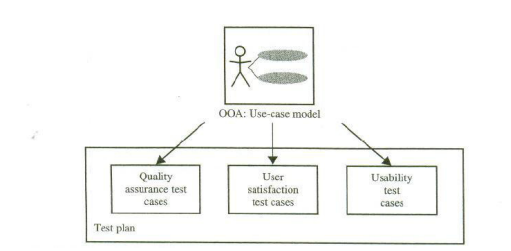 OOA: Use-case model
Quality
assurance test
cases
User
satisfaction
test cases
Usability
test
cases
Test plan